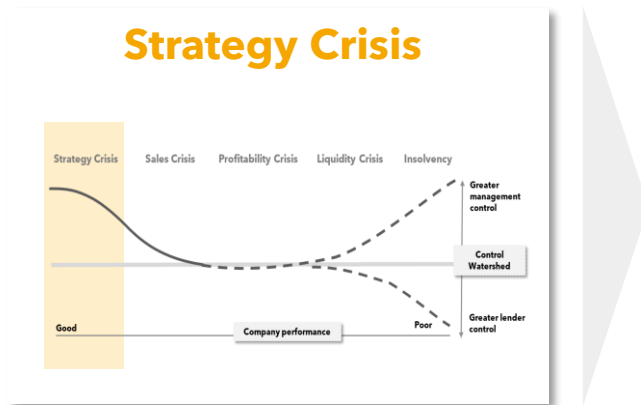 Strategy Crisis
Strategy Crisis Sales Crisis Profitability Crisis Liquidity Crisis Insolvency
Greater
management
control
Control
Watershed
Good
Company performance
Poor
Greater lender
control